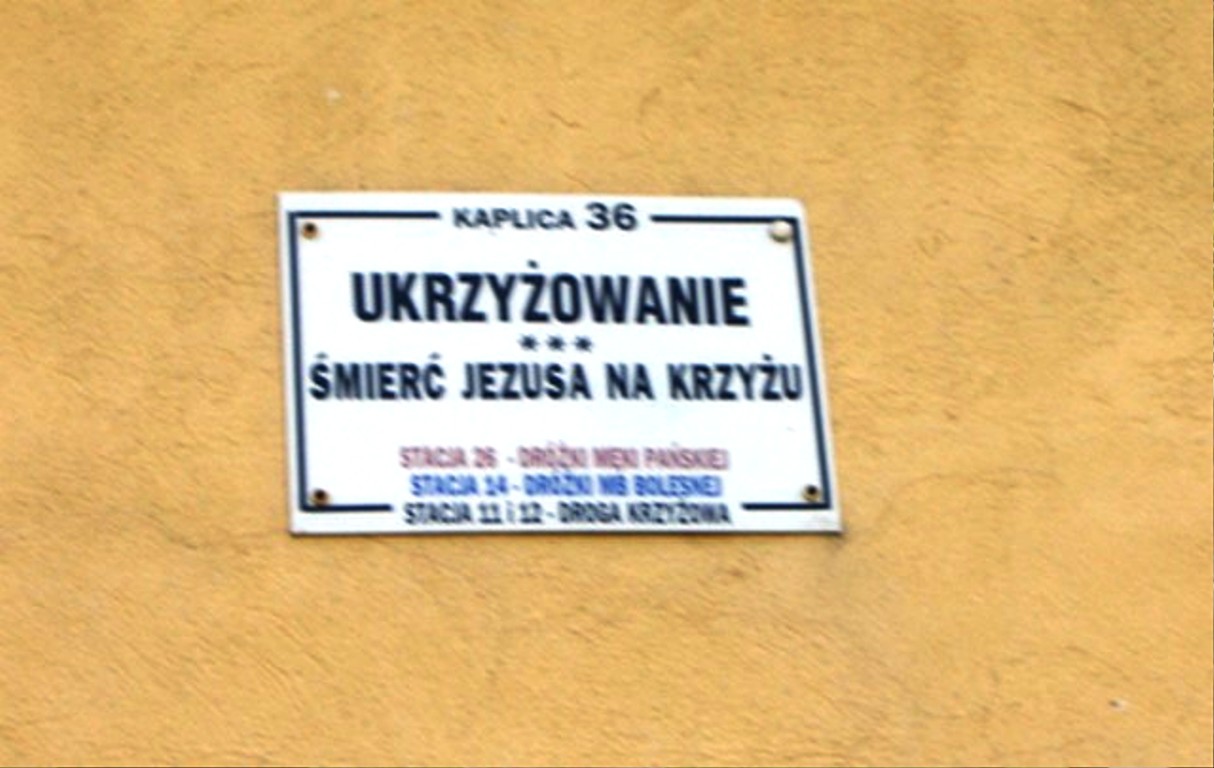 KAPLICA 36
UKRZYŻOWANIE
***
ŚMIERĆ JEZUSA NA KRZYŻU
STACJA 26 - DRÓŻKI MĘKI PAŃSKIEJ
STACJA 14 - DRÓŻKI MB BOLESNEJ
STACJA 11 i 12 - DROGA KRZYŻOWA